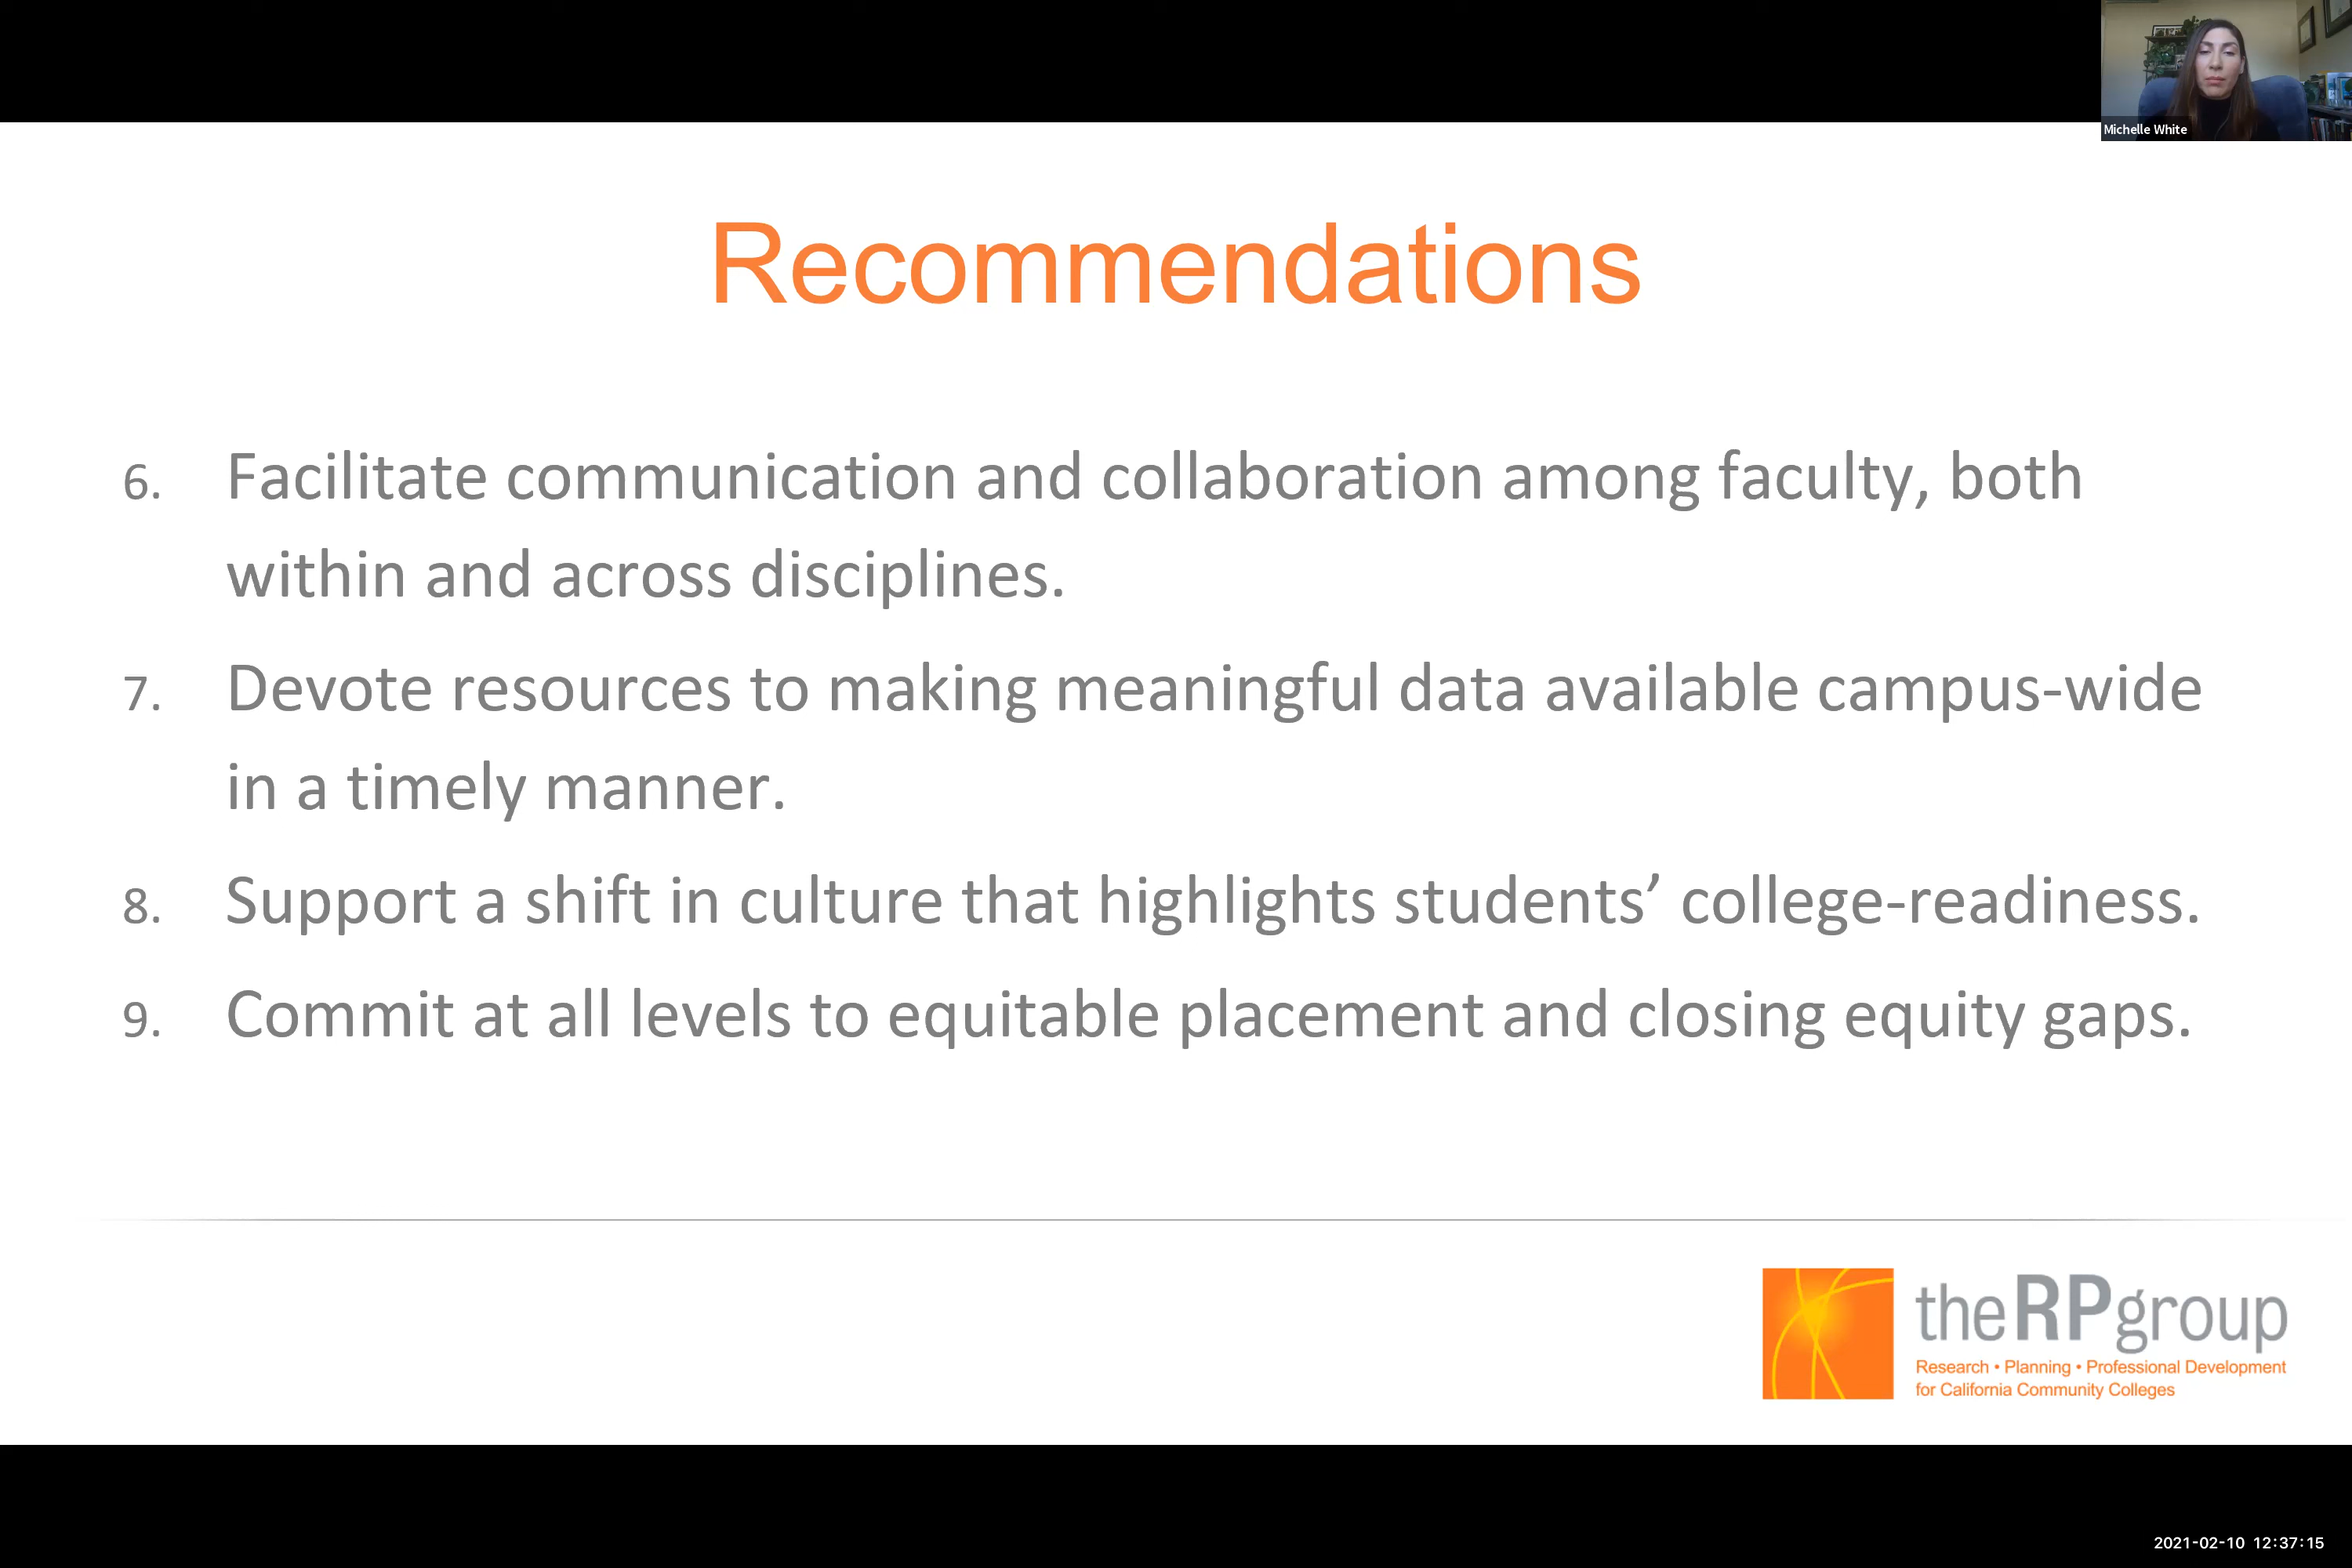 Michelle White
Recommendations
6. Facilitate communication and collaboration among faculty, both
within and across disciplines.
7. Devote resources to making meaningful data available campus-wide
in a timely manner.
8. Support a shift in culture that highlights students’ college-readiness.
9. Commit at all levels to equitable placement and closing equity gaps.
theRPgroup
Research • Planning • Professional Development
for California Community Colleges
2021-02-10 12:37:15